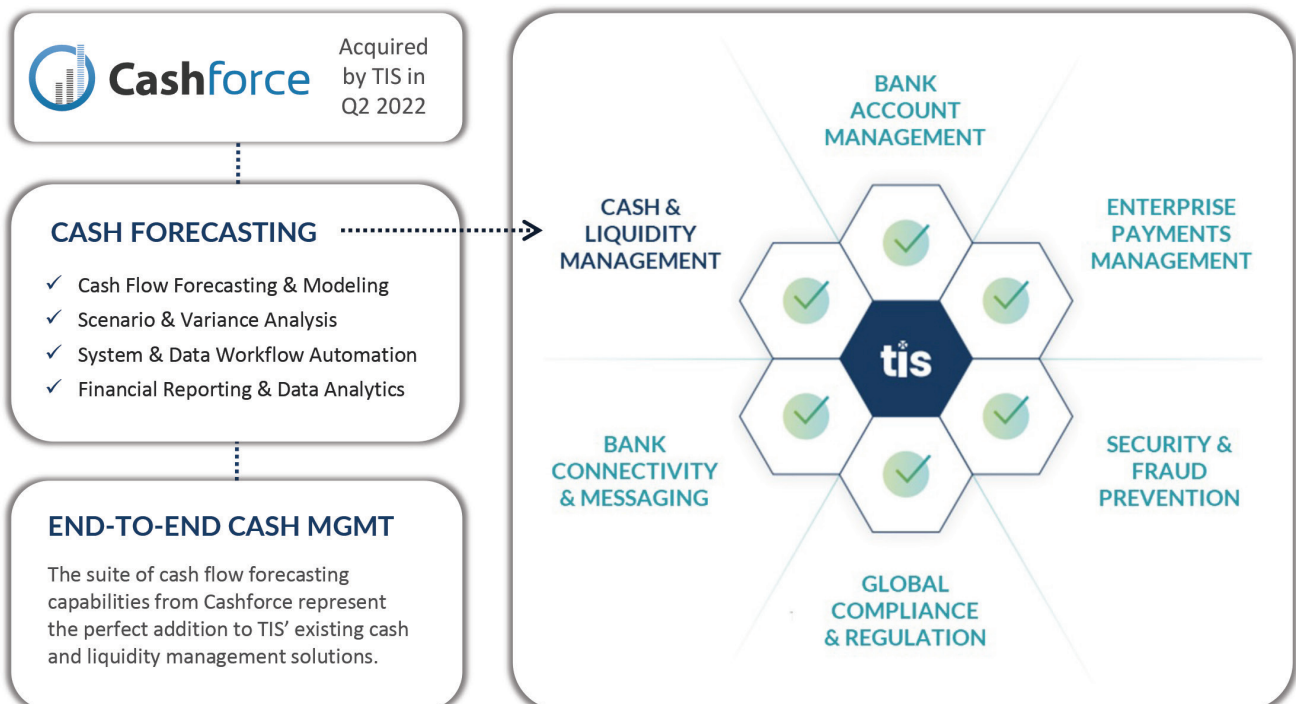 Cashforce
Acquired
by TIS in
Q2 2022
CASH FORECASTING
✓ Cash Flow Forecasting & Modeling
✓ Scenario & Variance Analysis
✓ System & Data Workflow Automation
✓ Financial Reporting & Data Analytics
END-TO-END CASH MGMT
The suite of cash flow forecasting
capabilities from Cashforce represent
the perfect addition to TIS’ existing cash
and liquidity management solutions.
BANK
ACCOUNT
MANAGEMENT
CASH &
LIQUIDITY
MANAGEMENT
ENTERPRISE
PAYMENTS
MANAGEMENT
tis
BANK
CONNECTIVITY
& MESSAGING
SECURITY &
FRAUD
PREVENTION
GLOBAL
COMPLIANCE
& REGULATION